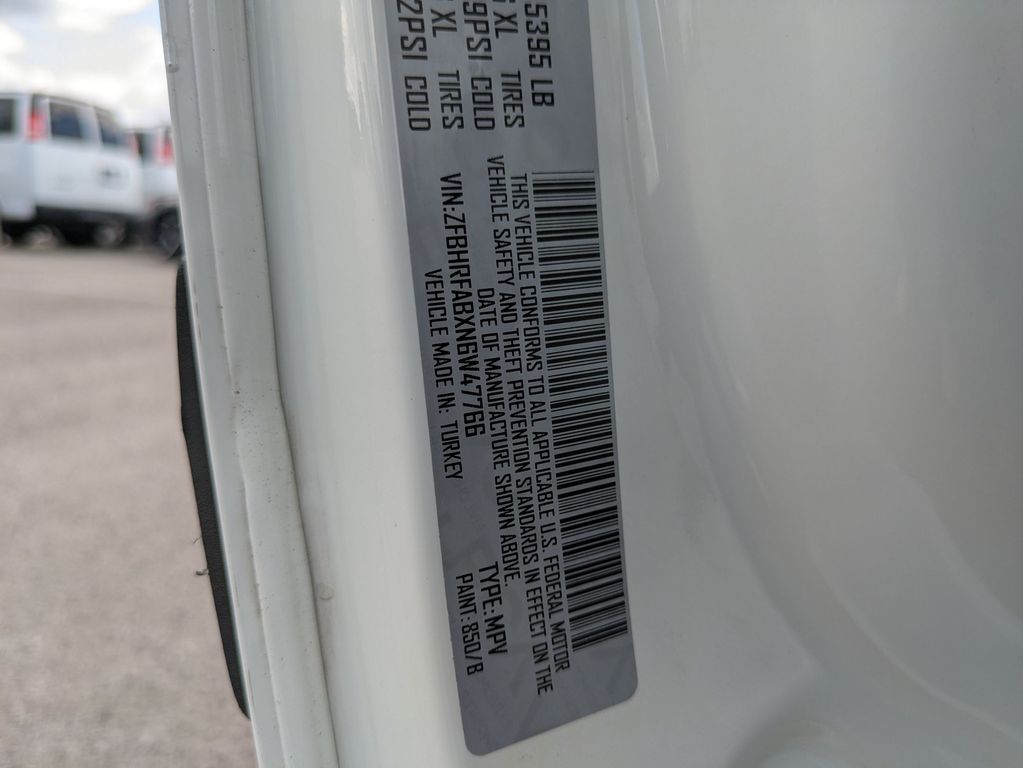 5395 LB
XL TIRES
9PSI COLD
XL TIRES
2PSI COLD
THIS VEHICLE CONFORMS TO ALL APPLICABLE U.S. FEDERAL MOTOR
VEHICLE SAFETY AND THEFT PREVENTION STANDARDS IN EFFECT ON THE
DATE OF MANUFACTURE SHOWN ABOVE.
VIN:ZFBHRFABXN6W47766 TYPE:MPV
VEHICLE MADE IN: TURKEY PAINT:850/B